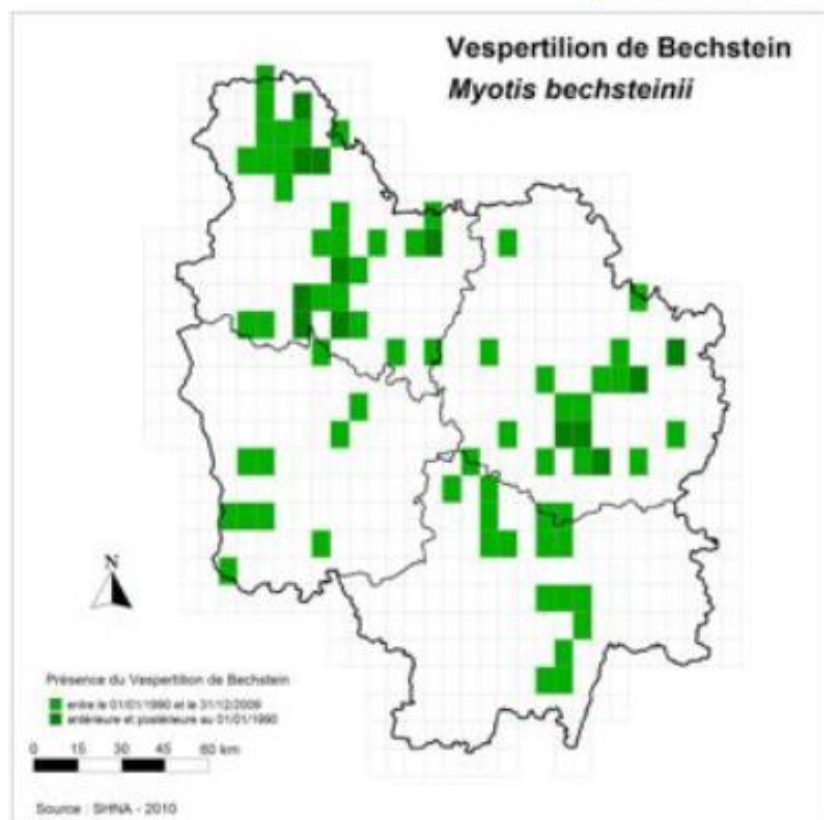 Vespertilion de Bechstein
Myotis bechsteinii
N
Présence du Vespertilion de Bechstein
entre le 01/01/1990 et le 31/12/2009
antérieure et postérieure au 01/01/1990
0 15 30 45 60 km
Source : SHNA - 2010